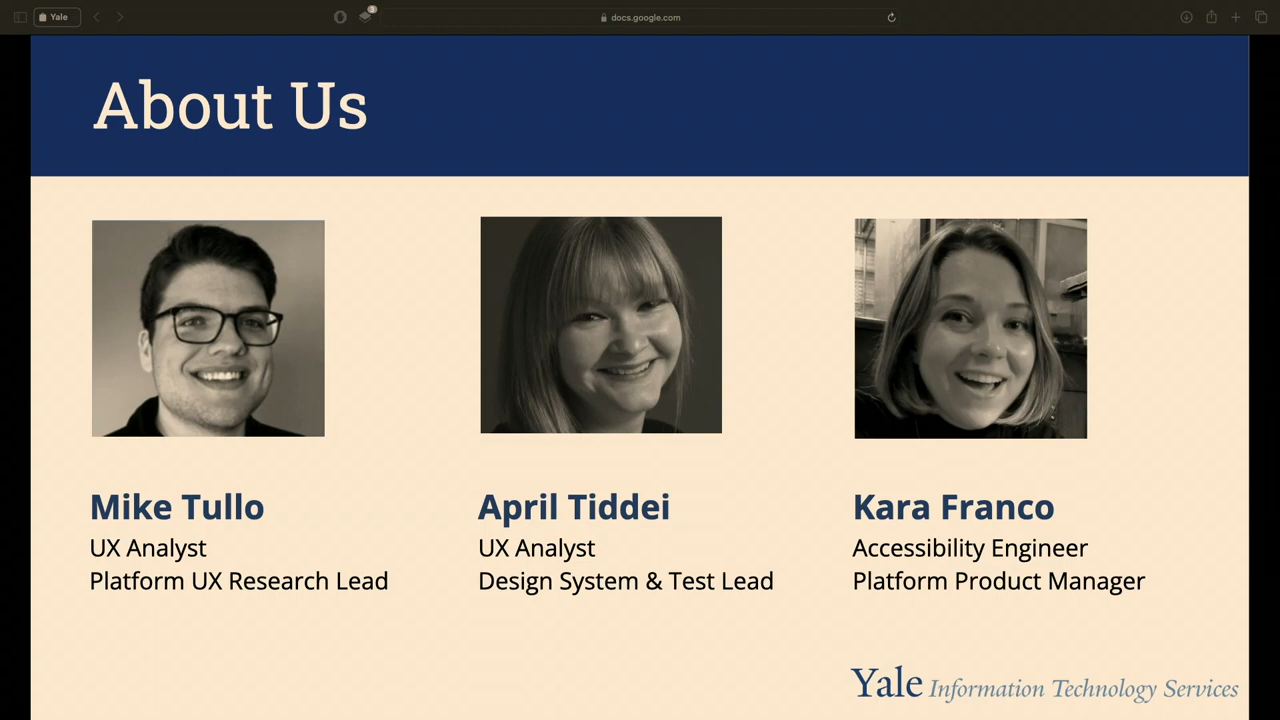 Yale
3
docs.google.com
About Us
Mike Tullo
UX Analyst
Platform UX Research Lead
April Tiddei
UX Analyst
Design System & Test Lead
Kara Franco
Accessibility Engineer
Platform Product Manager
Yale Information Technology Services